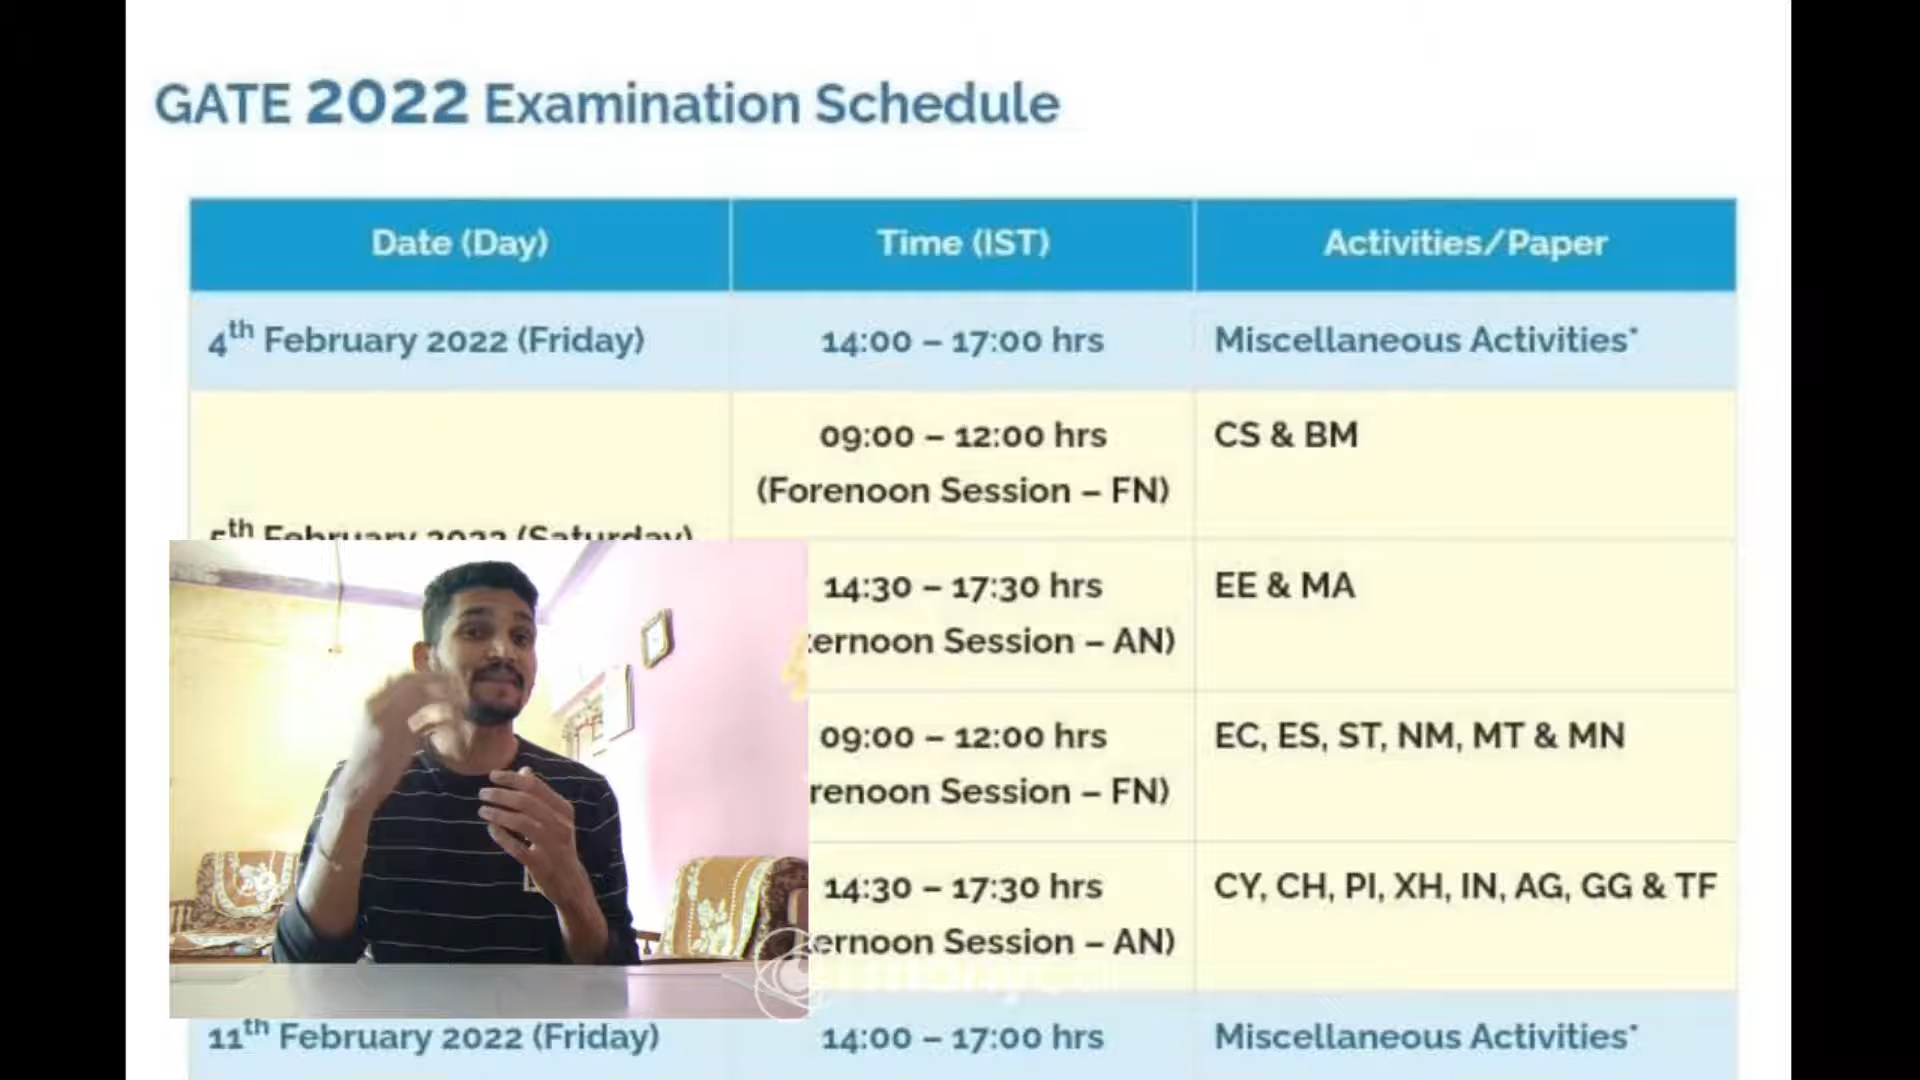 GATE 2022 Examination Schedule
Date (Day) Time (IST) Activities/Paper
4th February 2022 (Friday) 14:00 – 17:00 hrs Miscellaneous Activities*
09:00 – 12:00 hrs CS & BM
(Forenoon Session – FN)
5th February 2022 (Saturday)
14:30 – 17:30 hrs EE & MA
ernoon Session – AN)
09:00 – 12:00 hrs EC, ES, ST, NM, MT & MN
renoon Session – FN)
14:30 – 17:30 hrs CY, CH, PI, XH, IN, AG, GG & TF
ernoon Session – AN)
11th February 2022 (Friday) 14:00 – 17:00 hrs Miscellaneous Activities*